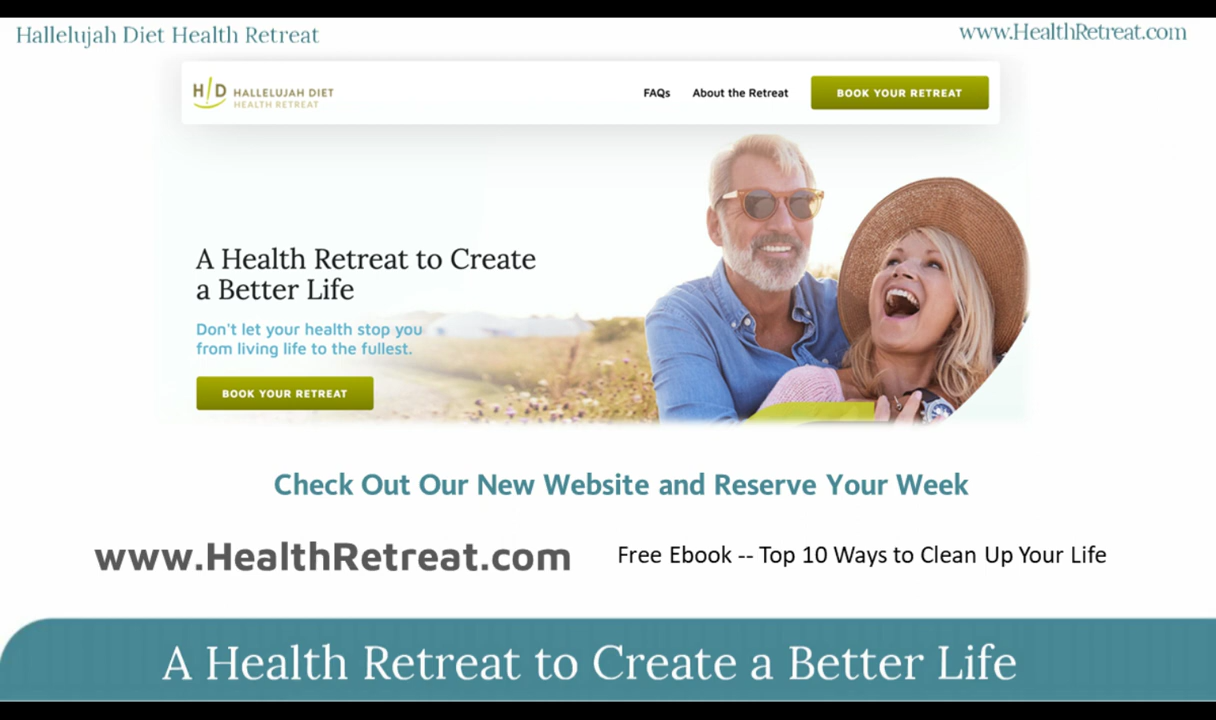 Hallelujah Diet Health Retreat
www.HealthRetreat.com
H/D HALLELUJAH DIET
HEALTH RETREAT
FAQs
About the Retreat
BOOK YOUR RETREAT
A Health Retreat to Create
a Better Life
Don't let your health stop you
from living life to the fullest.
BOOK YOUR RETREAT
Check Out Our New Website and Reserve Your Week
www.HealthRetreat.com
Free Ebook -- Top 10 Ways to Clean Up Your Life
A Health Retreat to Create a Better Life